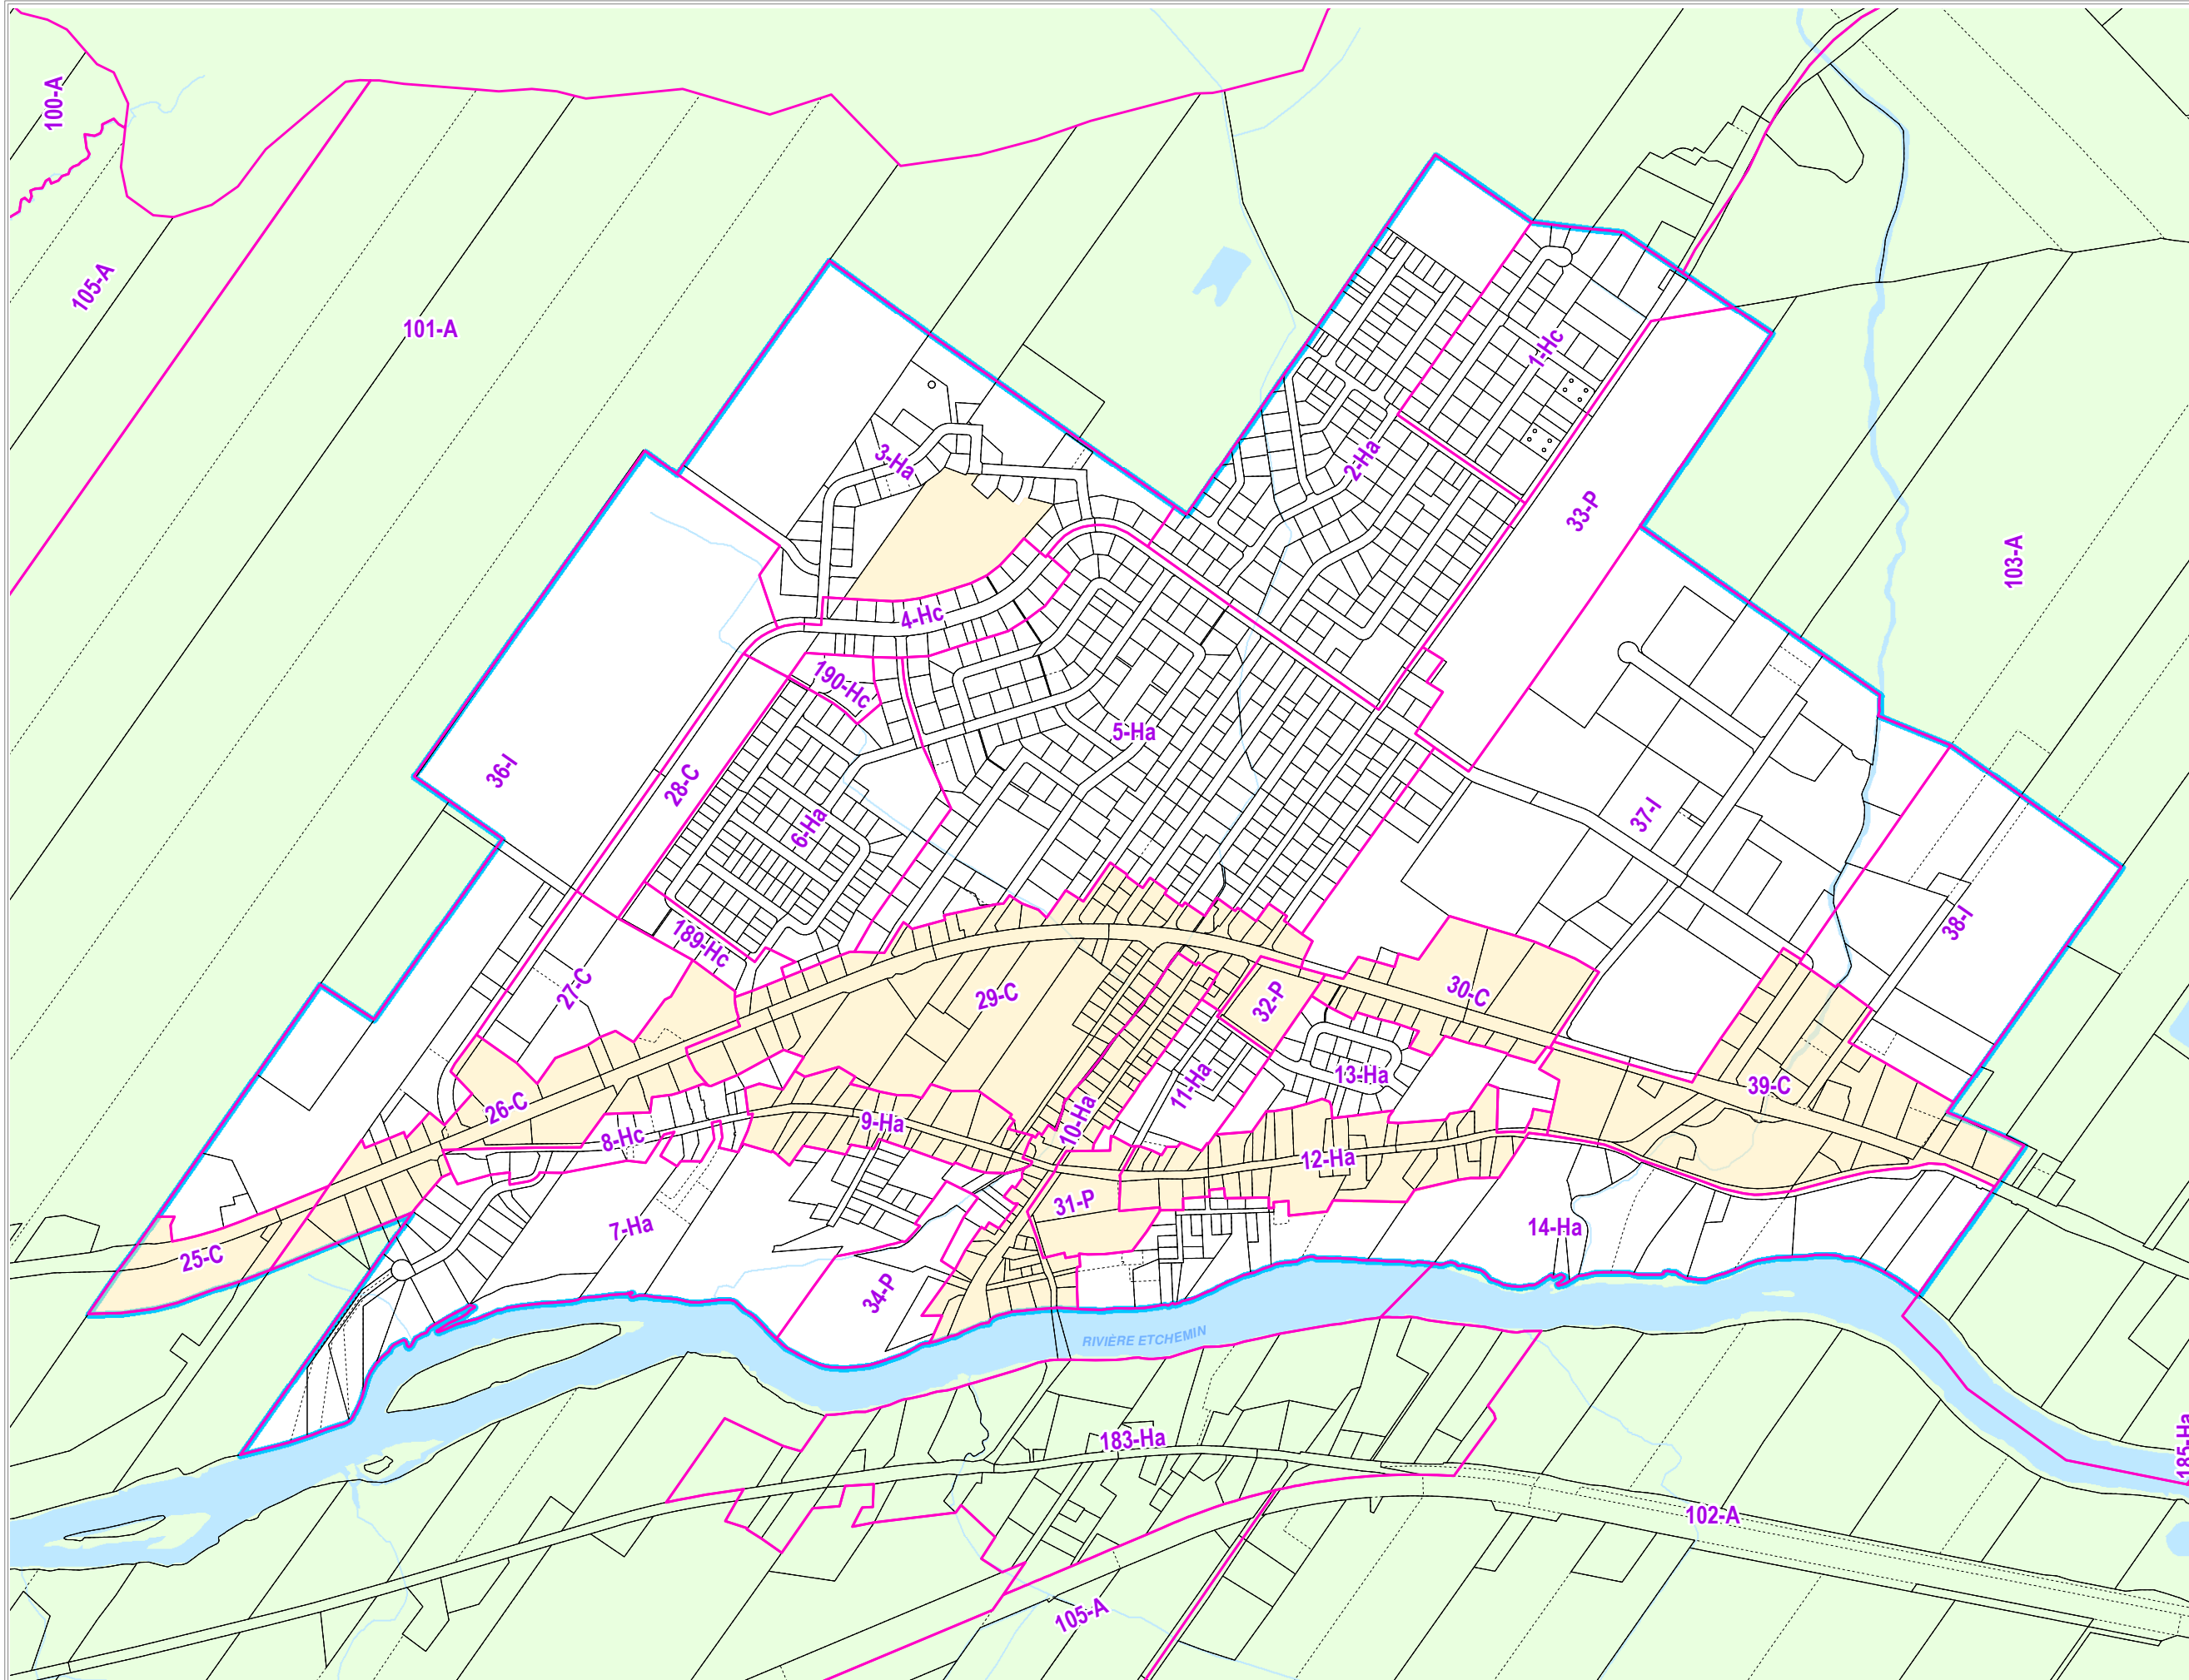 100-A
105-A
101-A
1-Hc
2-Ha
3-Ha
33-P
103-A
4-Hc
190-Hc
5-Ha
36-I
28-C
6-Ha
37-I
38-I
189-Hc
27-C
29-C
32-P
30-C
13-Ha
11-Ha
39-C
26-C
8-Hc
9-Ha
10-Ha
12-Ha
31-P
7-Ha
14-Ha
25-C
34-P
RIVIÈRE ETCHEMIN
183-Ha
185-Ha
102-A
105-A